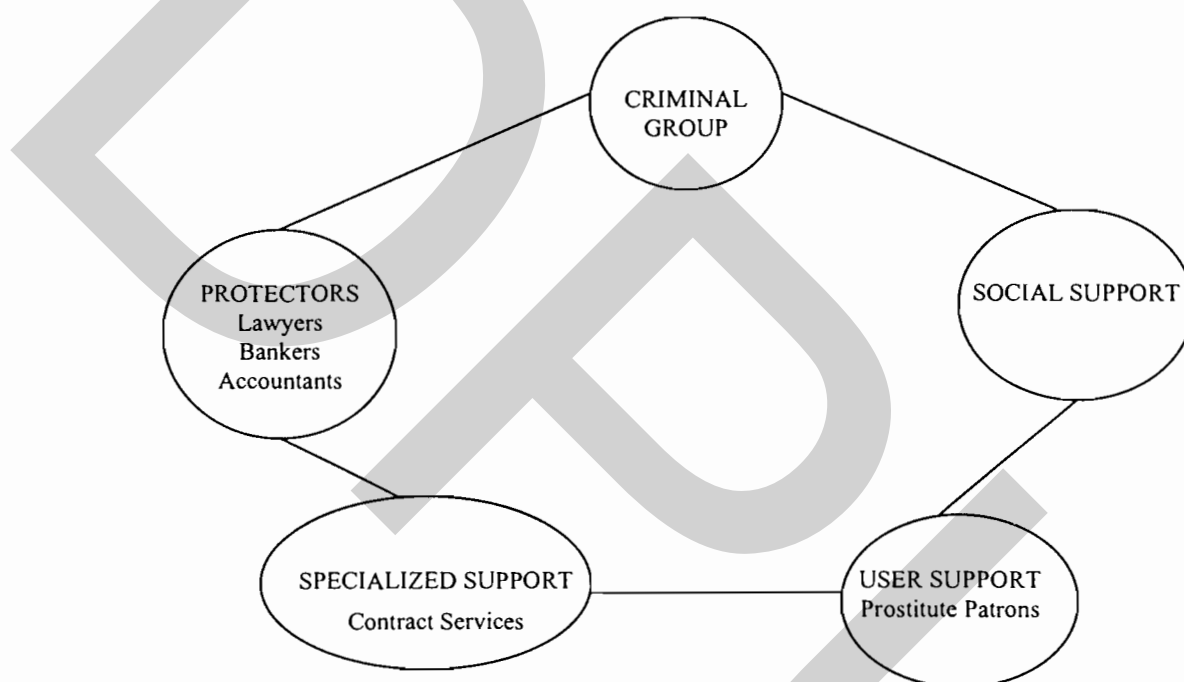 CRIMINAL
GROUP
PROTECTORS
Lawyers
Bankers
Accountants
SOCIAL SUPPORT
SPECIALIZED SUPPORT
Contract Services
USER SUPPORT
Prostitute Patrons